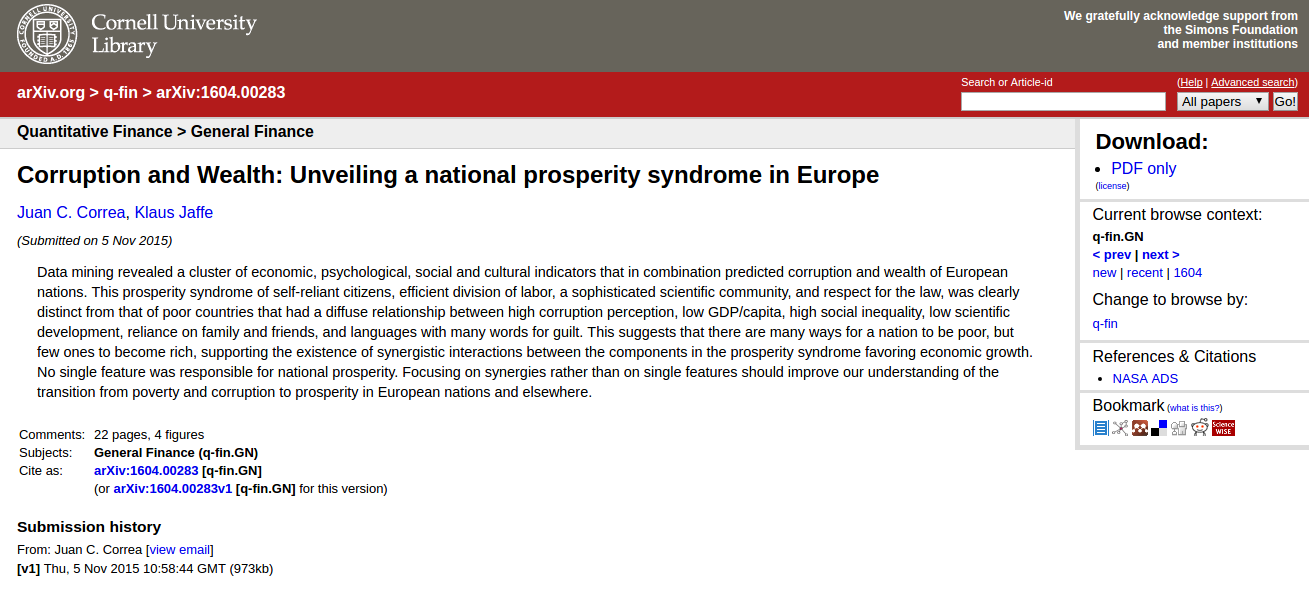 Cornell University
Library
We gratefully acknowledge support from
the Simons Foundation
and member institutions
arXiv.org > q-fin > arXiv:1604.00283
Search or Article-id
(Help | Advanced search)
All papers
Go!
Quantitative Finance > General Finance
Corruption and Wealth: Unveiling a national prosperity syndrome in Europe
Juan C. Correa, Klaus Jaffe
(Submitted on 5 Nov 2015)
Data mining revealed a cluster of economic, psychological, social and cultural indicators that in combination predicted corruption and wealth of European
nations. This prosperity syndrome of self-reliant citizens, efficient division of labor, a sophisticated scientific community, and respect for the law, was clearly
distinct from that of poor countries that had a diffuse relationship between high corruption perception, low GDP/capita, high social inequality, low scientific
development, reliance on family and friends, and languages with many words for guilt. This suggests that there are many ways for a nation to be poor, but
few ones to become rich, supporting the existence of synergistic interactions between the components in the prosperity syndrome favoring economic growth.
No single feature was responsible for national prosperity. Focusing on synergies rather than on single features should improve our understanding of the
transition from poverty and corruption to prosperity in European nations and elsewhere.
Comments: 22 pages, 4 figures
Subjects: General Finance (q-fin.GN)
Cite as: arXiv:1604.00283 [q-fin.GN]
(or arXiv:1604.00283v1 [q-fin.GN] for this version)
Submission history
From: Juan C. Correa [view email]
[v1] Thu, 5 Nov 2015 10:58:44 GMT (973kb)
Download:
• PDF only
(license)
Current browse context:
q-fin.GN
< prev | next >
new | recent | 1604
Change to browse by:
q-fin
References & Citations
• NASA ADS
Bookmark (what is this?)
Science
WISE